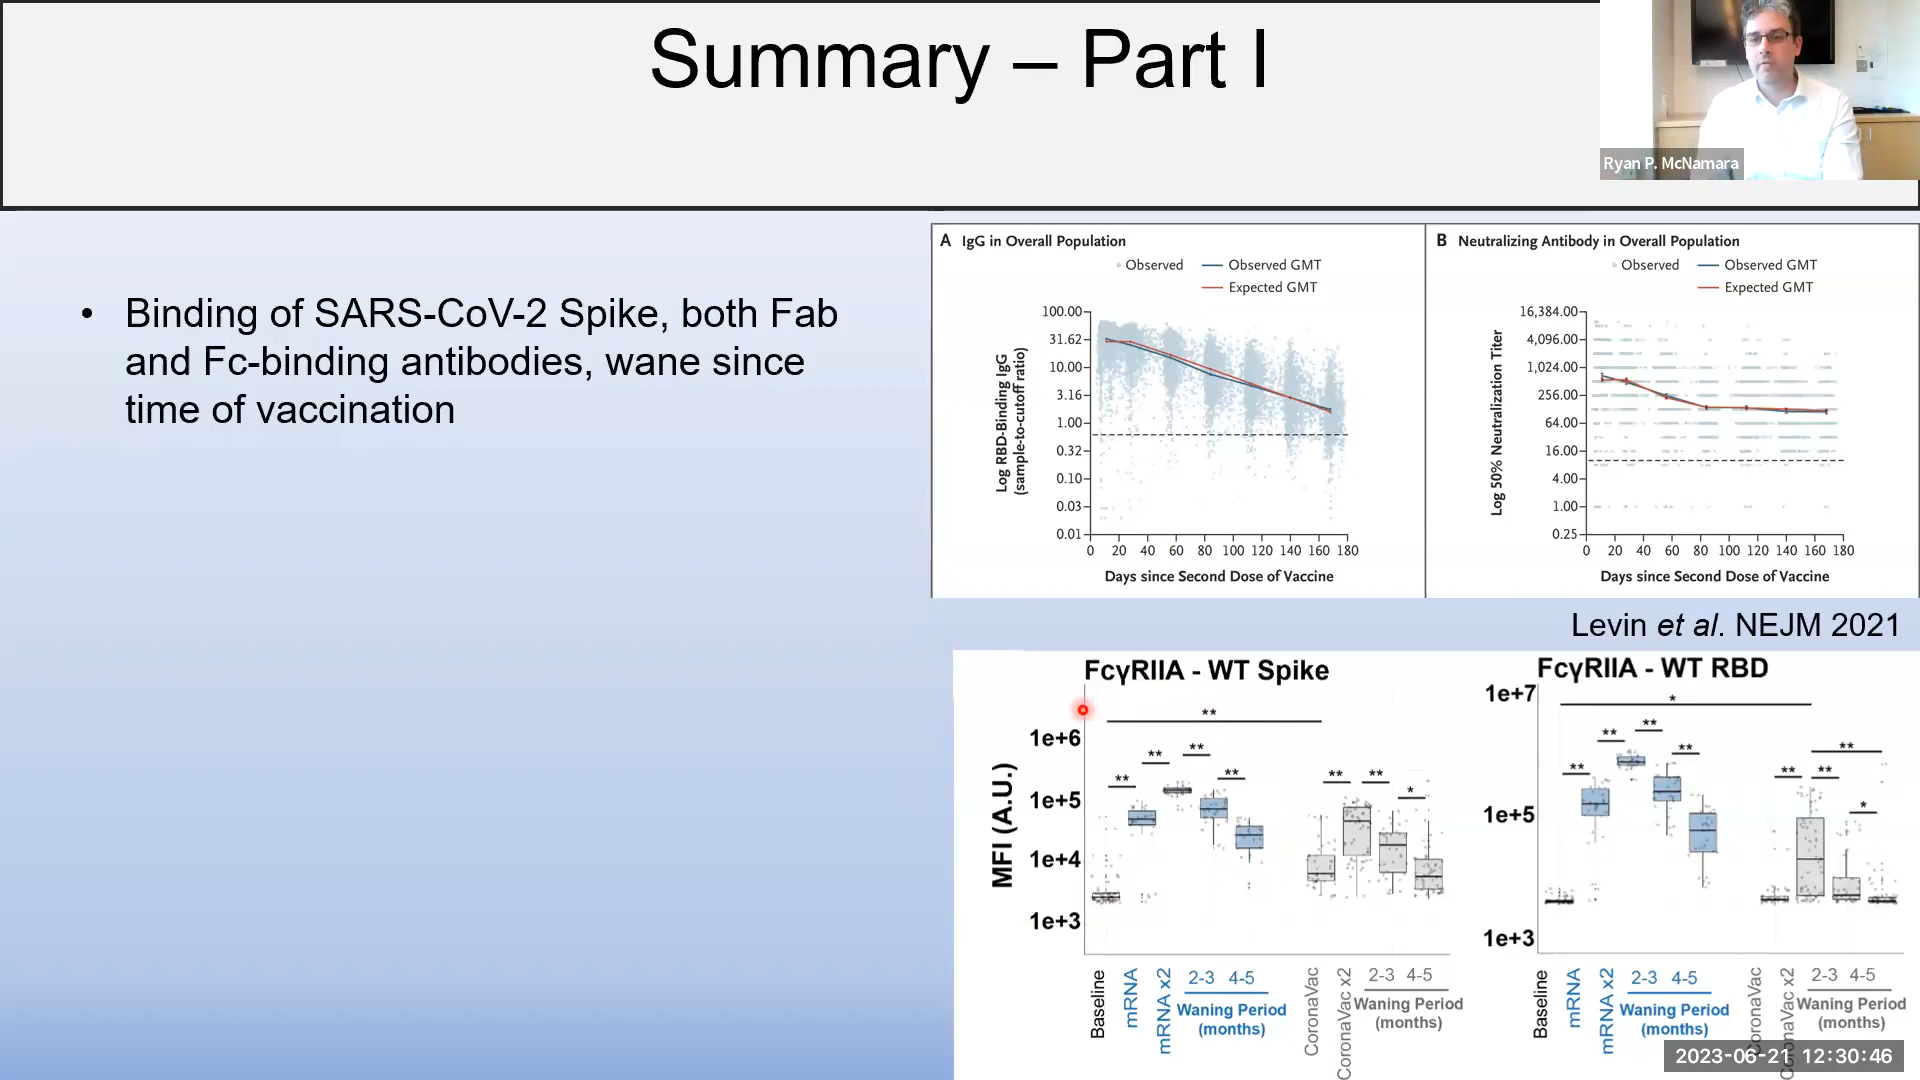 Summary – Part I
Ryan P. McNamara
• Binding of SARS-CoV-2 Spike, both Fab
and Fc-binding antibodies, wane since
time of vaccination
A IgG in Overall Population
Observed
Observed GMT
Expected GMT
Log RBD-Binding IgG
(sample-to-cutoff ratio)
100.00
31.62
10.00
3.16
1.00
0.32
0.10
0.03
0.01
0 20 40 60 80 100 120 140 160 180
Days since Second Dose of Vaccine
B Neutralizing Antibody in Overall Population
Observed
Observed GMT
Expected GMT
Log 50% Neutralization Titer
16,384.00
4,096.00
1,024.00
256.00
64.00
16.00
4.00
1.00
0.25
0 20 40 60 80 100 120 140 160 180
Days since Second Dose of Vaccine
Levin et al. NEJM 2021
FcγRIIA - WT Spike
MFI (A.U.)
1e+6
1e+5
1e+4
1e+3
**
**
**
**
**
**
**
*
Baseline
mRNA
mRNA x2
2-3 4-5
Waning Period
(months)
CoronaVac
CoronaVac x2
2-3 4-5
Waning Period
(months)
FcγRIIA - WT RBD
1e+7
1e+5
1e+3
*
**
**
**
**
**
**
**
*
Baseline
mRNA
mRNA x2
2-3 4-5
Waning Period
(months)
CoronaVac
CoronaVac x2
2-3 4-5
Waning Period
(months)
2023-06-21 12:30:46